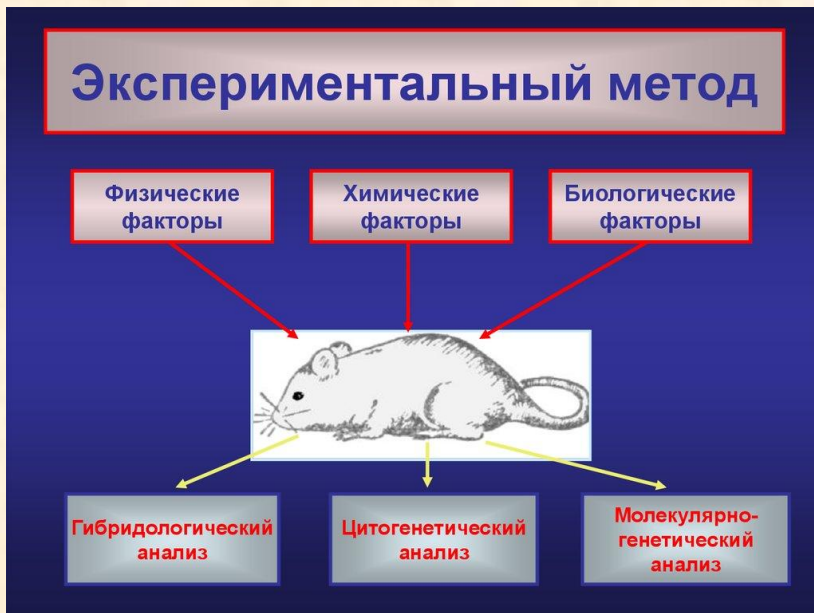 Экспериментальный метод
Физические
факторы
Химические
факторы
Биологические
факторы
Гибридологический
анализ
Цитогенетический
анализ
Молекулярно-
генетический
анализ